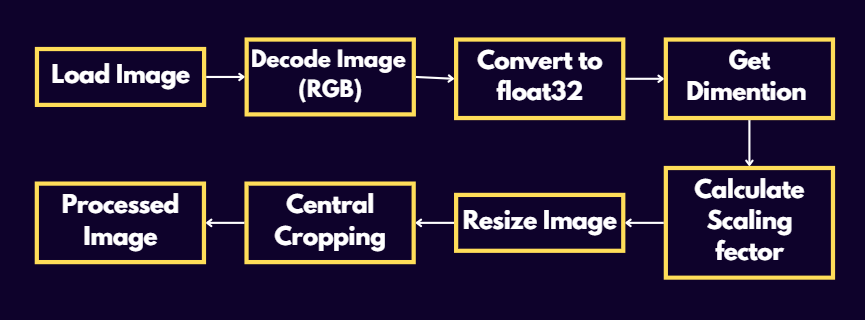 Load Image
Decode Image
(RGB)
Convert to
float32
Get
Dimention
Calculate
Scaling
fector
Resize Image
Central
Cropping
Processed
Image